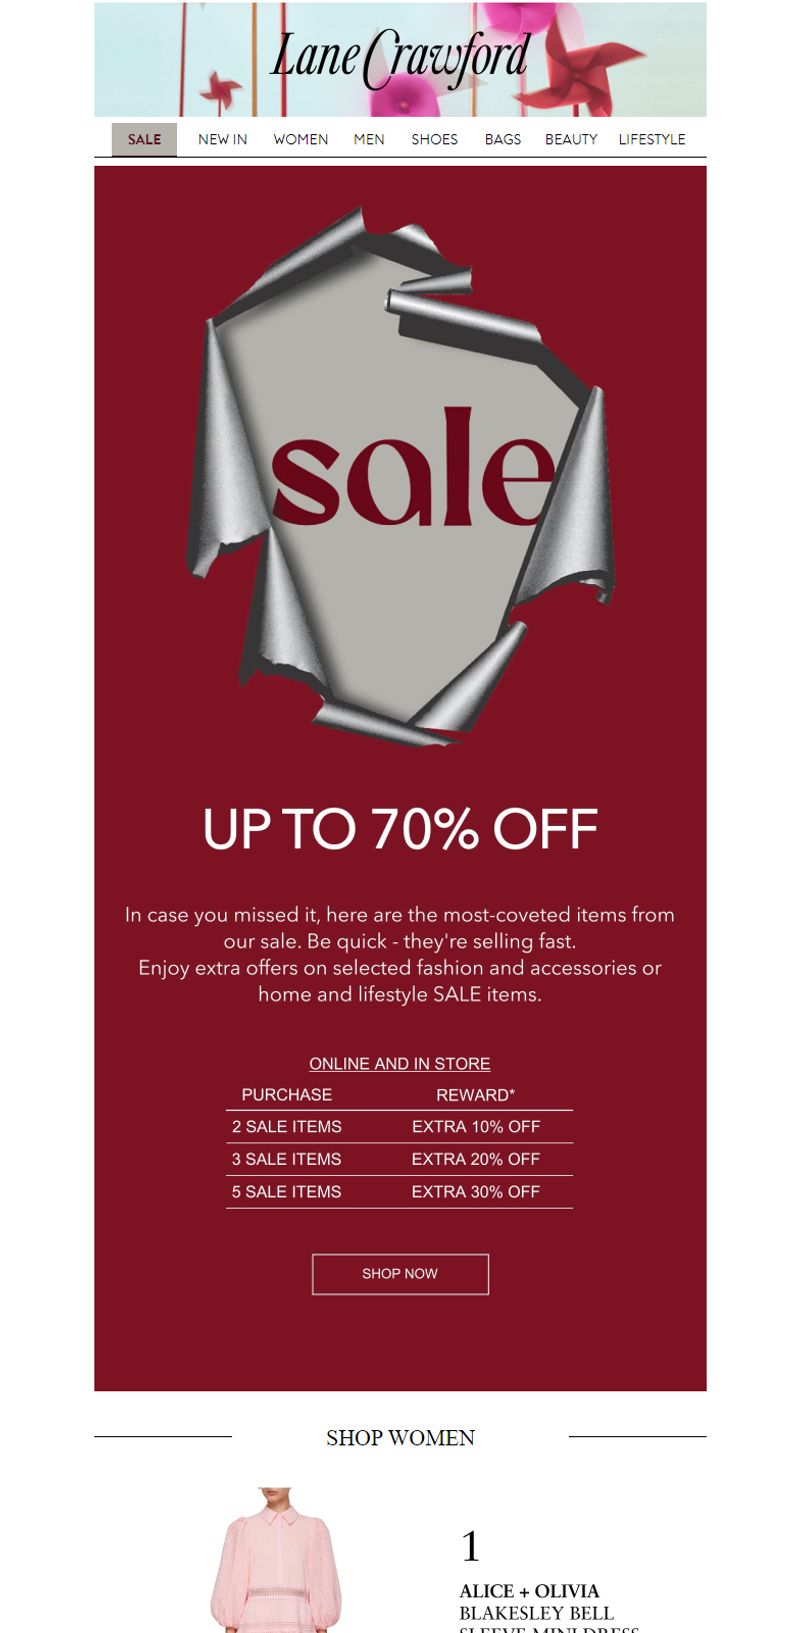 Lane Crawford
SALE NEW IN WOMEN MEN SHOES BAGS BEAUTY LIFESTYLE
sale
UP TO 70% OFF
In case you missed it, here are the most-coveted items from
our sale. Be quick - they're selling fast.
Enjoy extra offers on selected fashion and accessories or
home and lifestyle SALE items.
ONLINE AND IN STORE
PURCHASE REWARD*
2 SALE ITEMS EXTRA 10% OFF
3 SALE ITEMS EXTRA 20% OFF
5 SALE ITEMS EXTRA 30% OFF
SHOP NOW
SHOP WOMEN
1
ALICE + OLIVIA
BLAKESLEY BELL
SLEEVE MINI DRESS